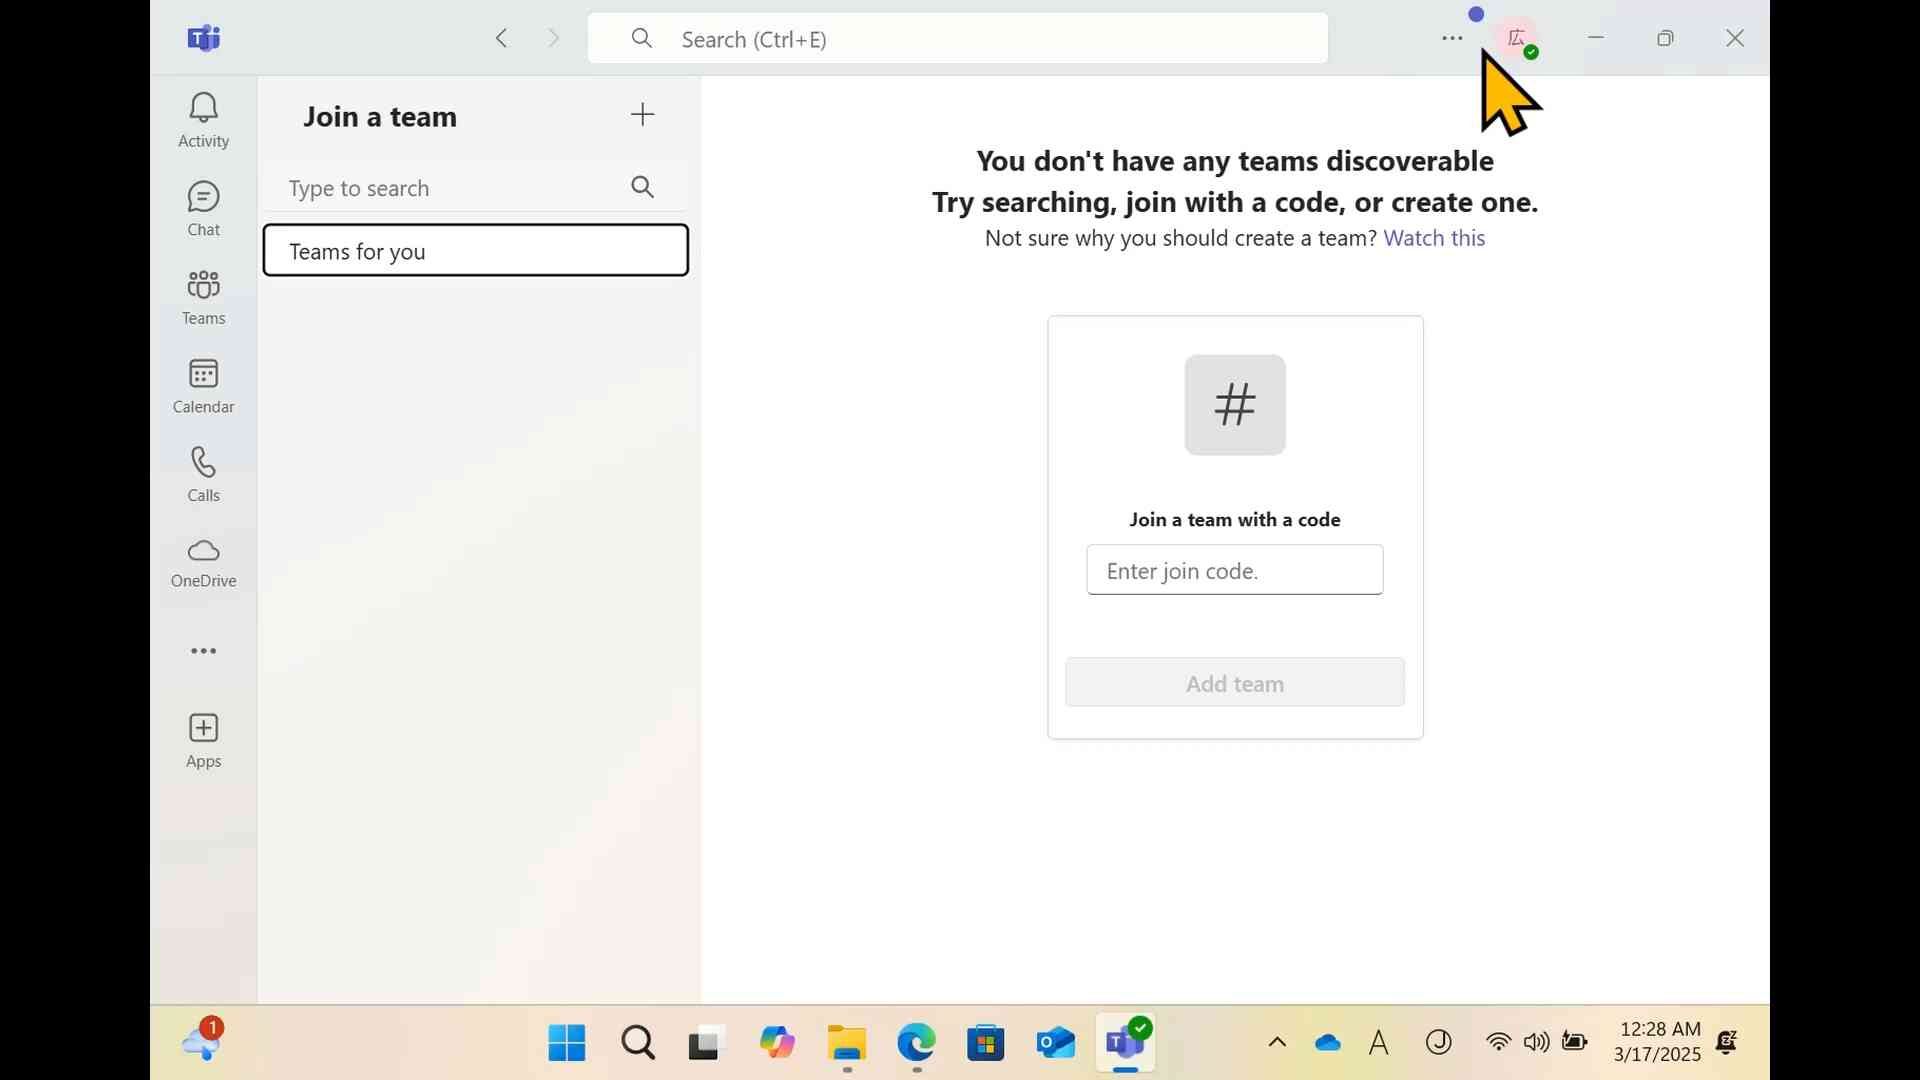 Search (Ctrl+E)
広
Activity
Chat
Teams
Calendar
Calls
OneDrive
Apps
Join a team
Type to search
Teams for you
You don't have any teams discoverable
Try searching, join with a code, or create one.
Not sure why you should create a team? Watch this
#
Join a team with a code
Enter join code.
Add team
1
A
J
12:28 AM
3/17/2025